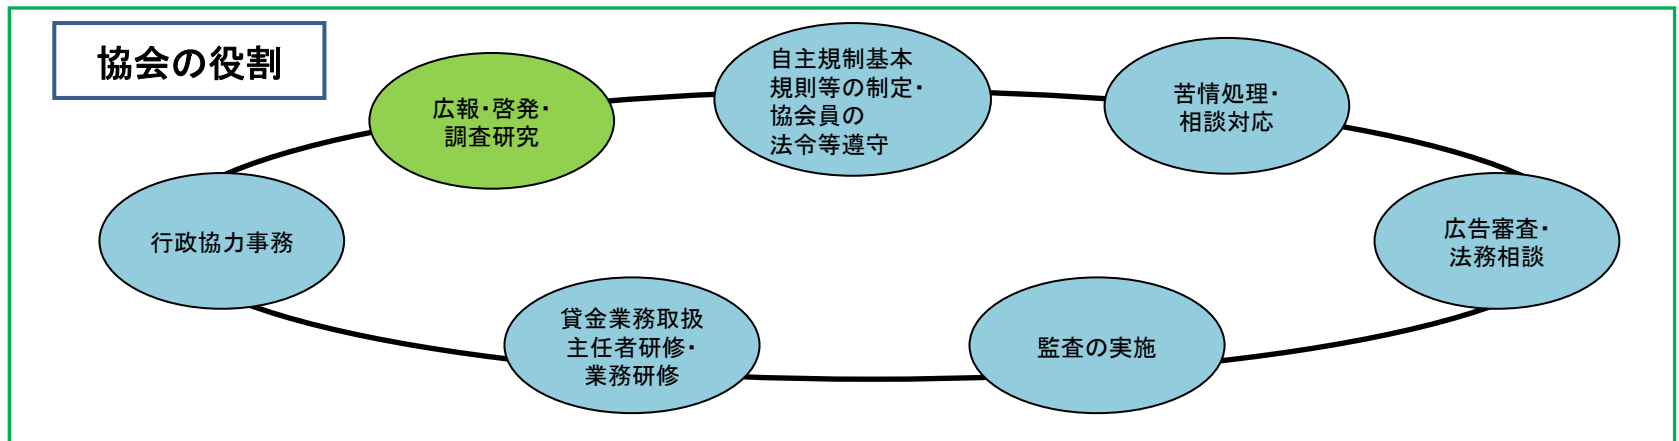 協会の役割
広報・啓発・
調査研究
自主規制基本
規則等の制定・
協会員の
法令等遵守
苦情処理・
相談対応
行政協力事務
広告審査・
法務相談
貸金業務取扱
主任者研修・
業務研修
監査の実施